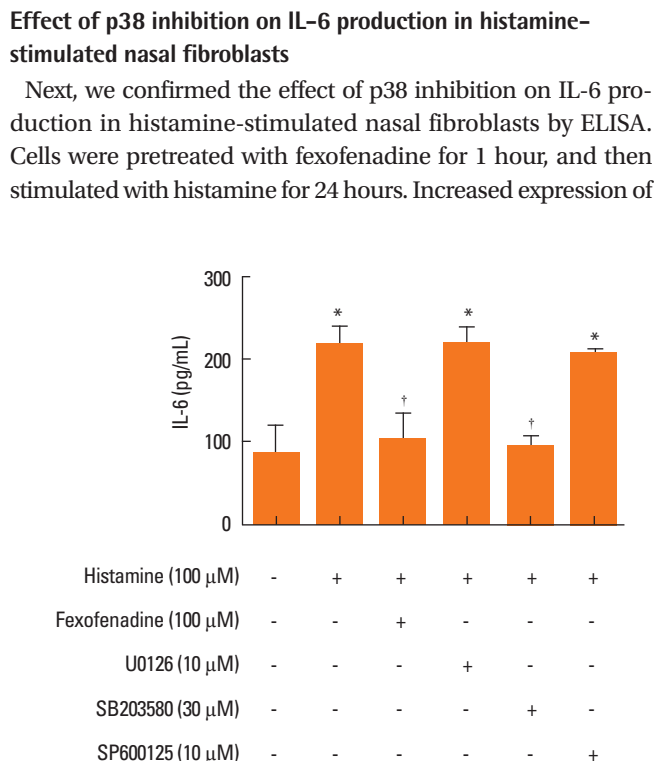 Effect of p38 inhibition on IL-6 production in histamine-
stimulated nasal fibroblasts
Next, we confirmed the effect of p38 inhibition on IL-6 pro-
duction in histamine-stimulated nasal fibroblasts by ELISA.
Cells were pretreated with fexofenadine for 1 hour, and then
stimulated with histamine for 24 hours. Increased expression of
300
* * *
200
IL-6 (pg/mL)
† †
100
0
Histamine (100 μM) - + + + + +
Fexofenadine (100 μM) - - + - - -
U0126 (10 μM) - - - + - -
SB203580 (30 μM) - - - - + -
SP600125 (10 μM) - - - - - +